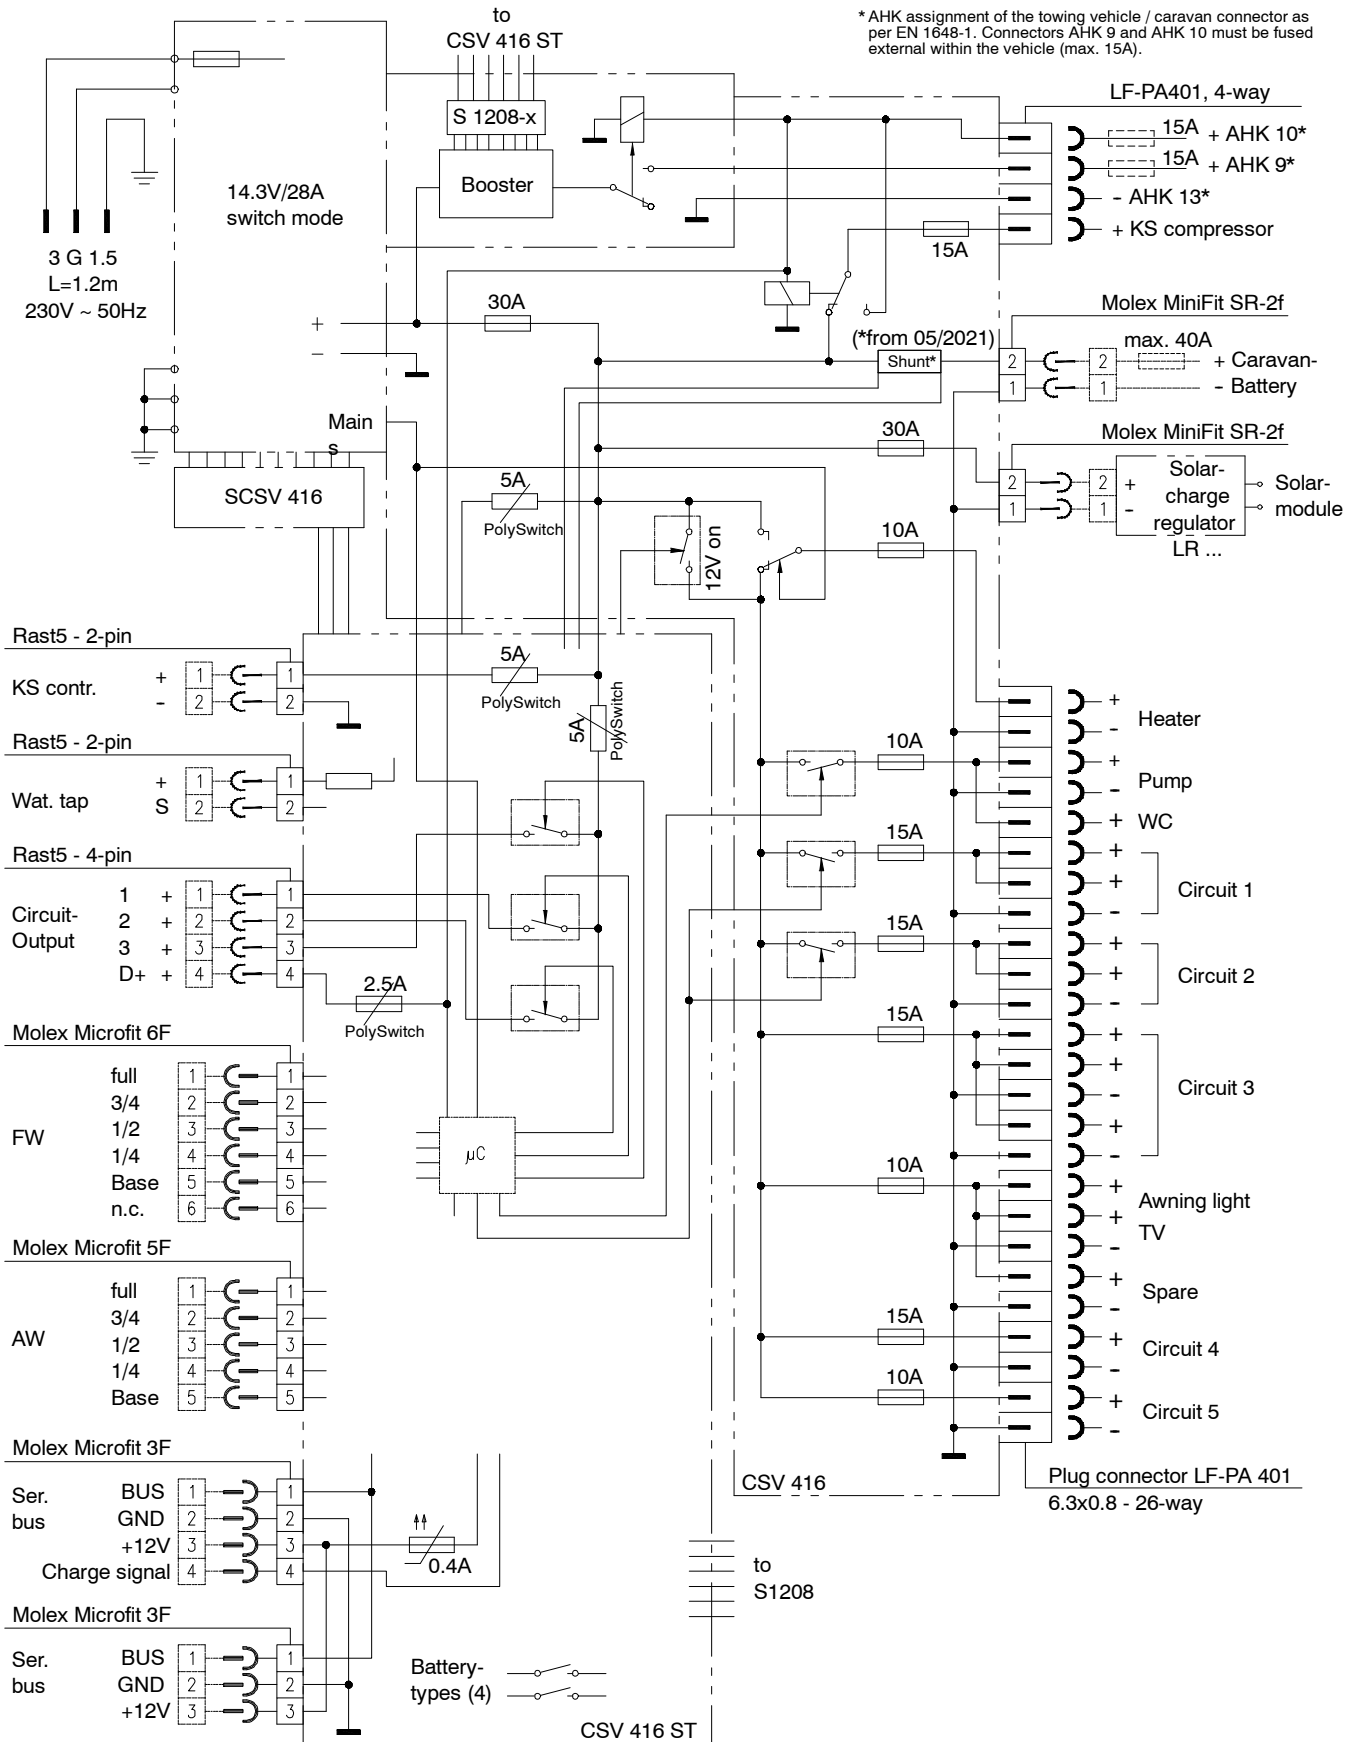 to
CSV 416 ST
* AHK assignment of the towing vehicle / caravan connector as
per EN 1648-1. Connectors AHK 9 and AHK 10 must be fused
external within the vehicle (max. 15A).
LF-PA401, 4-way
S 1208-x
Booster
15A + AHK 10*
15A + AHK 9*
- AHK 13*
+ KS compressor
15A
14.3V/28A
switch mode
3 G 1.5
L=1.2m
230V ~ 50Hz
+
−
30A
Molex MiniFit SR-2f
(*from 05/2021)
Shunt*
max. 40A
2 2 + Caravan-
1 1 - Battery
Main
s
30A
Molex MiniFit SR-2f
2 2 +
1 1 -
Solar-
charge
regulator
LR ...
Solar-
module
SCSV 416
5A
PolySwitch
12V on
10A
Rast5 - 2-pin
KS contr.
+ 1 1
- 2 2
5A
PolySwitch
5A
PolySwitch
+
Heater
-
Rast5 - 2-pin
Wat. tap
+ 1 1
S 2 2
10A
+
Pump
-
+ WC
Rast5 - 4-pin
Circuit-
Output
1 + 1 1
2 + 2 2
3 + 3 3
D+ + 4 4
2.5A
PolySwitch
15A
+
+
Circuit 1
-
15A
+
+
Circuit 2
-
15A
+
+
-
Circuit 3
+
-
Molex Microfit 6F
FW
full 1 1
3/4 2 2
1/2 3 3
1/4 4 4
Base 5 5
n.c. 6 6
µC
10A
+
Awning light
+
TV
-
+
Spare
-
Molex Microfit 5F
AW
full 1 1
3/4 2 2
1/2 3 3
1/4 4 4
Base 5 5
15A
+
Circuit 4
-
10A
+
Circuit 5
-
Molex Microfit 3F
Ser.
bus
BUS 1 1
GND 2 2
+12V 3 3
Charge signal 4 4
0.4A
CSV 416
Plug connector LF-PA 401
6.3x0.8 - 26-way
to
S1208
Molex Microfit 3F
Ser.
bus
BUS 1 1
GND 2 2
+12V 3 3
Battery-
types (4)
CSV 416 ST